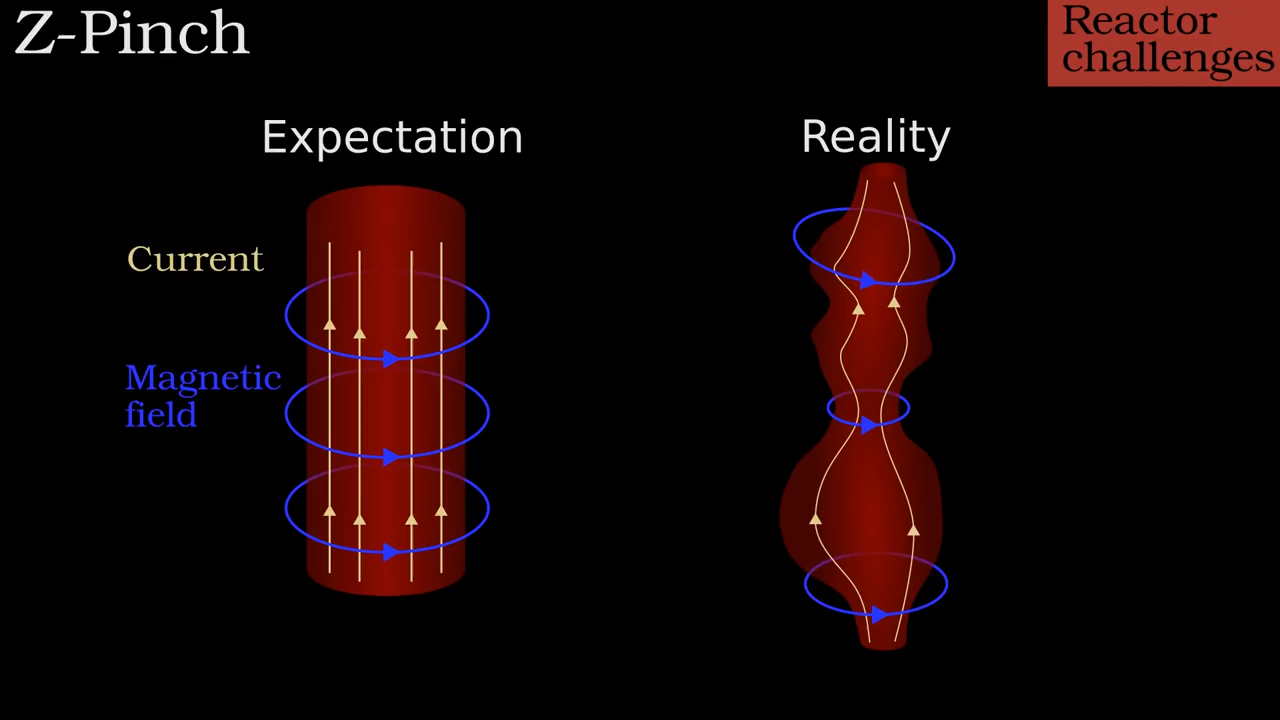 Z-Pinch
Reactor
challenges
Expectation
Reality
Current
Magnetic
field